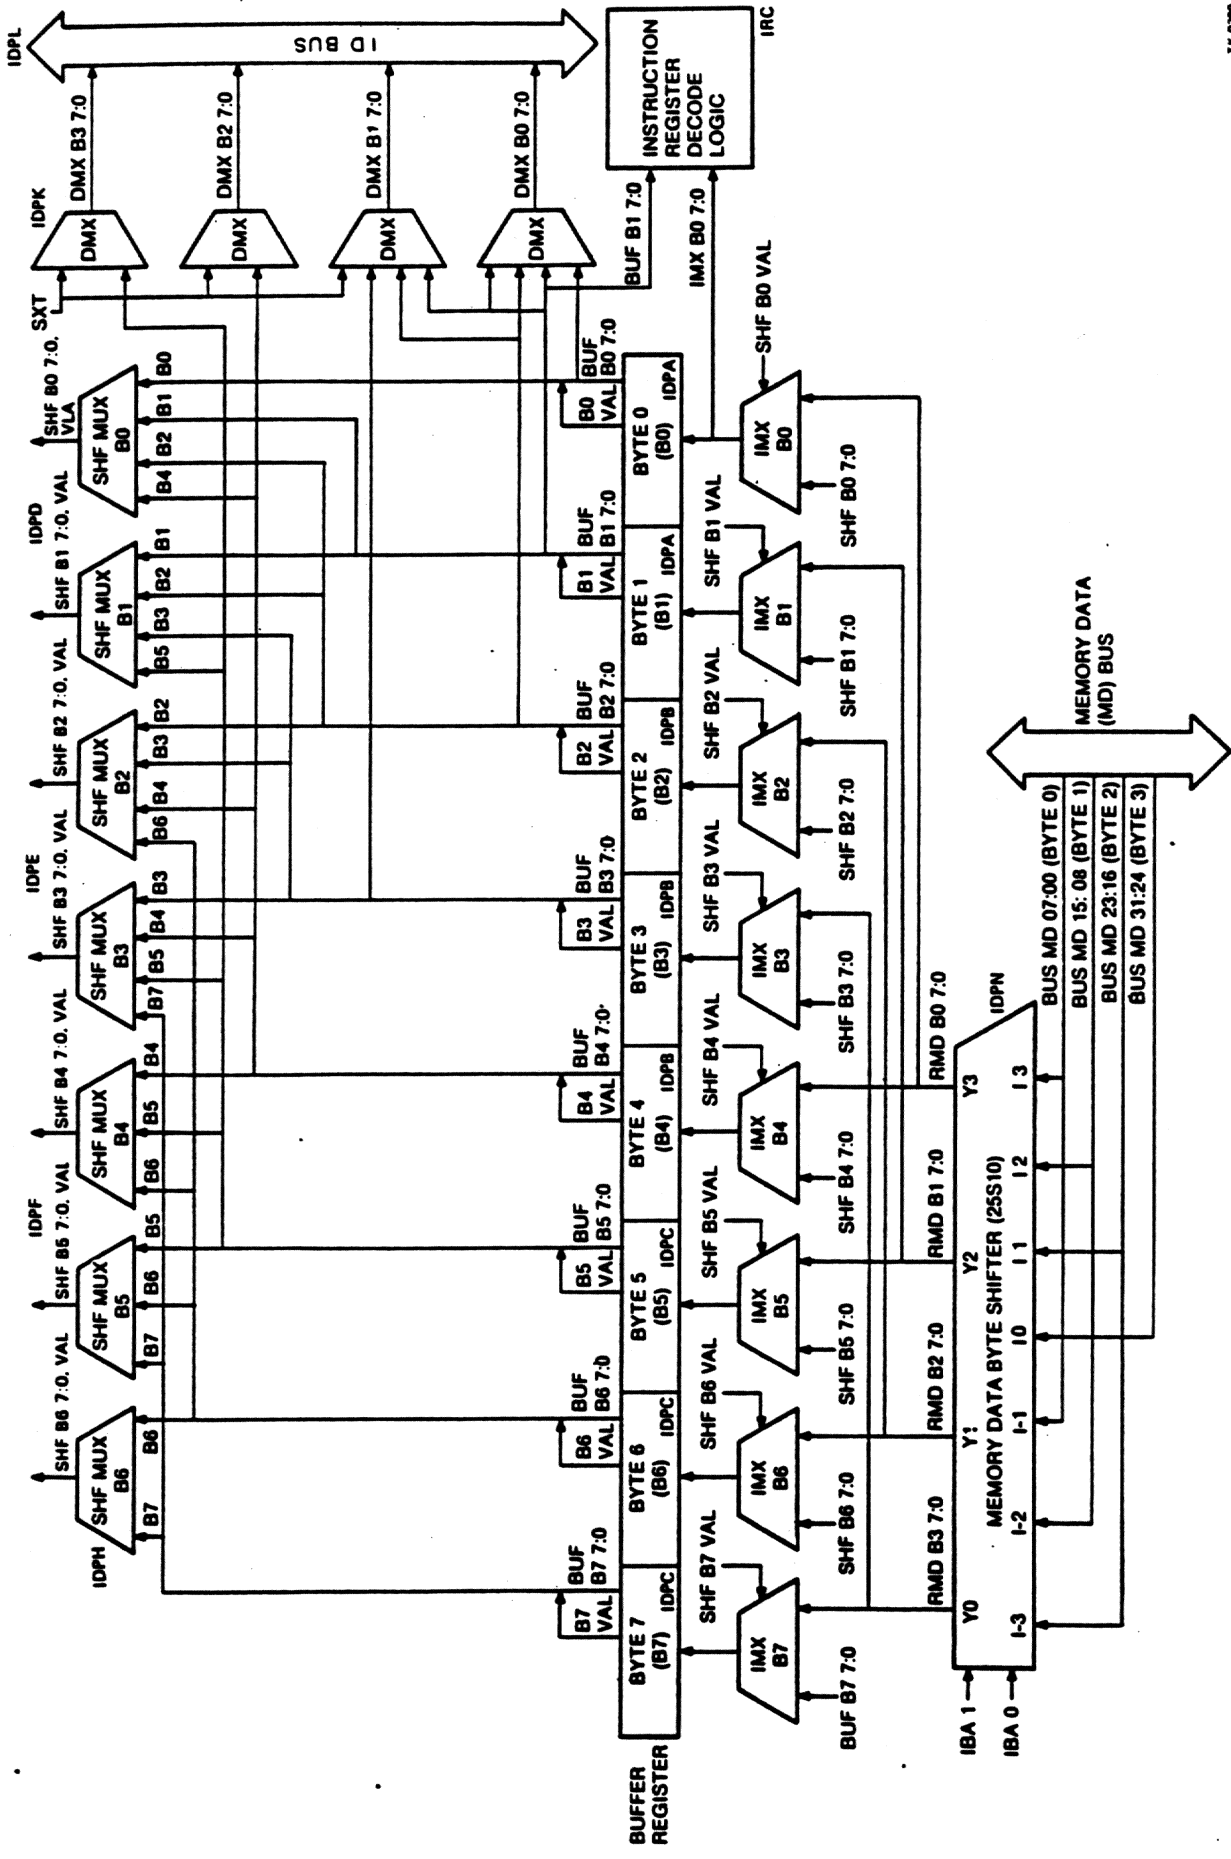 IDPH
SHF B6 7:0, VAL
SHF MUX
B6
B7
B6
IDPF
SHF B5 7:0, VAL
SHF MUX
B5
B7
B6
B5
SHF B4 7:0, VAL
SHF MUX
B4
B6
B5
B4
IDPE
SHF B3 7:0, VAL
SHF MUX
B3
B7
B5
B4
B3
SHF B2 7:0, VAL
SHF MUX
B2
B6
B4
B3
B2
IDPD
SHF B1 7:0, VAL
SHF MUX
B1
B5
B3
B2
B1
SHF B0 7:0,
VLA
SHF MUX
B0
B4
B2
B1
B0
SXT
IDPK
DMX
DMX B3 7:0
DMX
DMX B2 7:0
DMX
DMX B1 7:0
DMX
DMX B0 7:0
IDPL
ID BUS
BUFFER
REGISTER
B7
VAL
BUF
B7 7:0
BYTE 7
(B7)
IDPC
B6
VAL
BUF
B6 7:0
BYTE 6
(B6)
IDPC
B5
VAL
BUF
B5 7:0
BYTE 5
(B5)
IDPC
B4
VAL
BUF
B4 7:0
BYTE 4
(B4)
IDPB
B3
VAL
BUF
B3 7:0
BYTE 3
(B3)
IDPB
B2
VAL
BUF
B2 7:0
BYTE 2
(B2)
IDPB
B1
VAL
BUF
B1 7:0
BYTE 1
(B1)
IDPA
B0
VAL
BUF
B0 7:0
BYTE 0
(B0)
IDPA
BUF B1 7:0
IMX B0 7:0
INSTRUCTION
REGISTER
DECODE
LOGIC
IRC
SHF B7 VAL
IMX
B7
BUF B7 7:0
SHF B6 VAL
IMX
B6
SHF B6 7:0
SHF B5 VAL
IMX
B5
SHF B5 7:0
SHF B4 VAL
IMX
B4
SHF B4 7:0
SHF B3 VAL
IMX
B3
SHF B3 7:0
SHF B2 VAL
IMX
B2
SHF B2 7:0
SHF B1 VAL
IMX
B1
SHF B1 7:0
SHF B0 VAL
IMX
B0
SHF B0 7:0
RMD B3 7:0
RMD B2 7:0
RMD B1 7:0
RMD B0 7:0
IBA 1
IBA 0
Y0
Y1
Y2
Y3
MEMORY DATA BYTE SHIFTER (25S10)
IDPN
I-3
I-2
I-1
I 0
I 1
I 2
I 3
BUS MD 07:00 (BYTE 0)
BUS MD 15:08 (BYTE 1)
BUS MD 23:16 (BYTE 2)
BUS MD 31:24 (BYTE 3)
MEMORY DATA
(MD) BUS